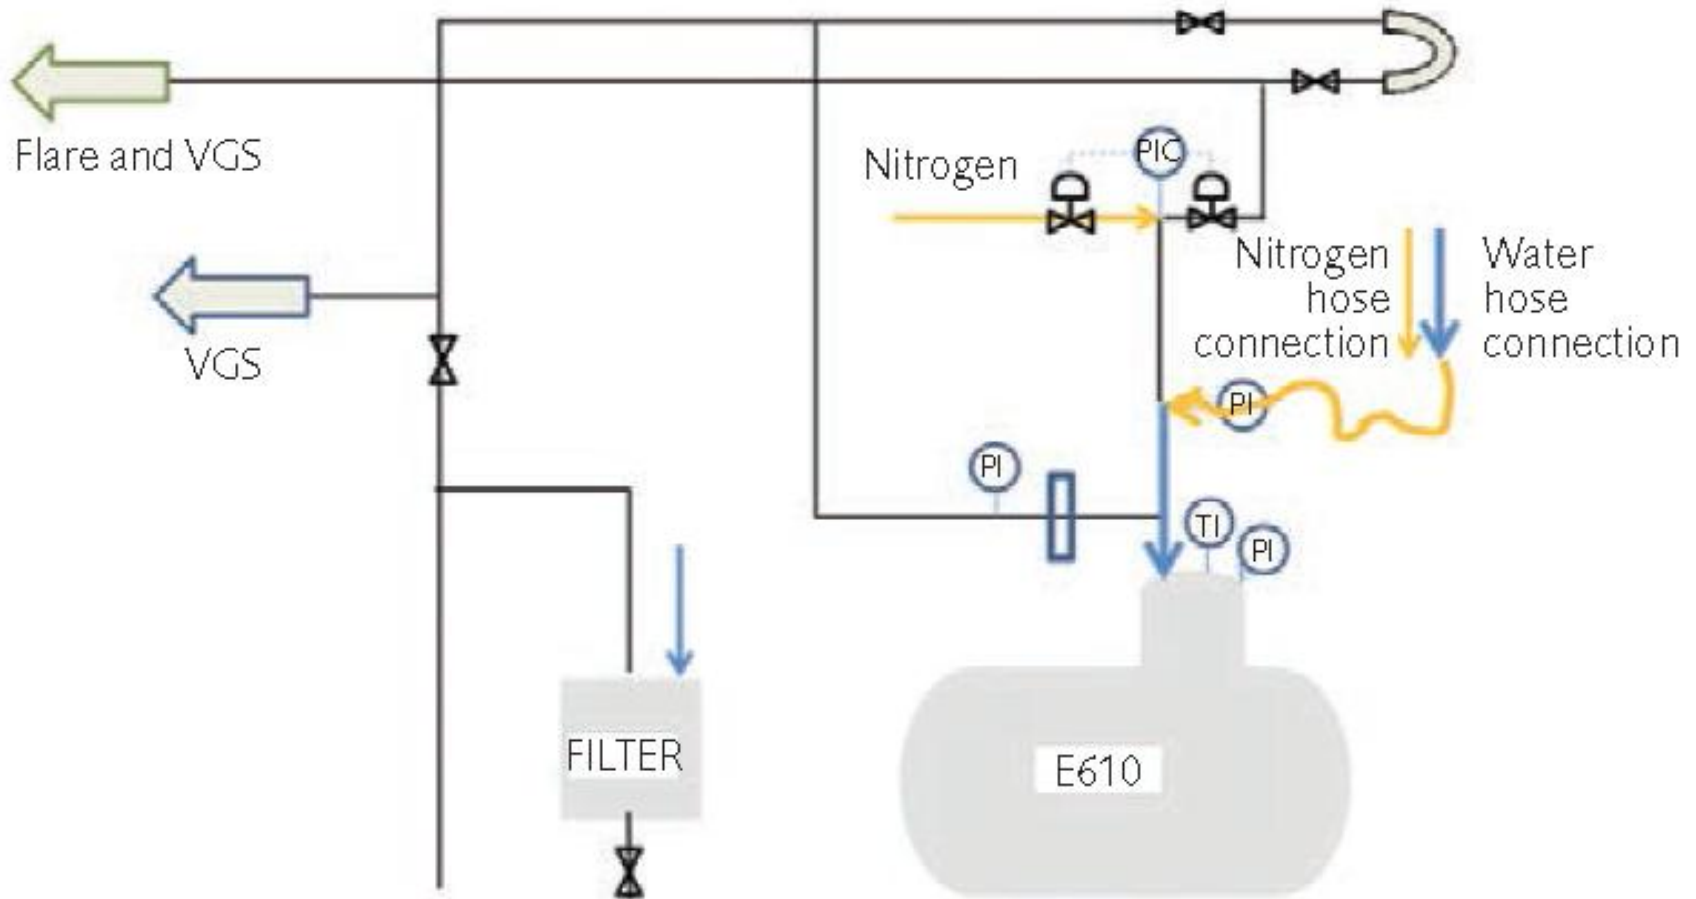 Flare and VGS
Nitrogen
PIC
VGS
Nitrogen
hose
connection
Water
hose
connection
PI
PI
TI
PI
FILTER
E610